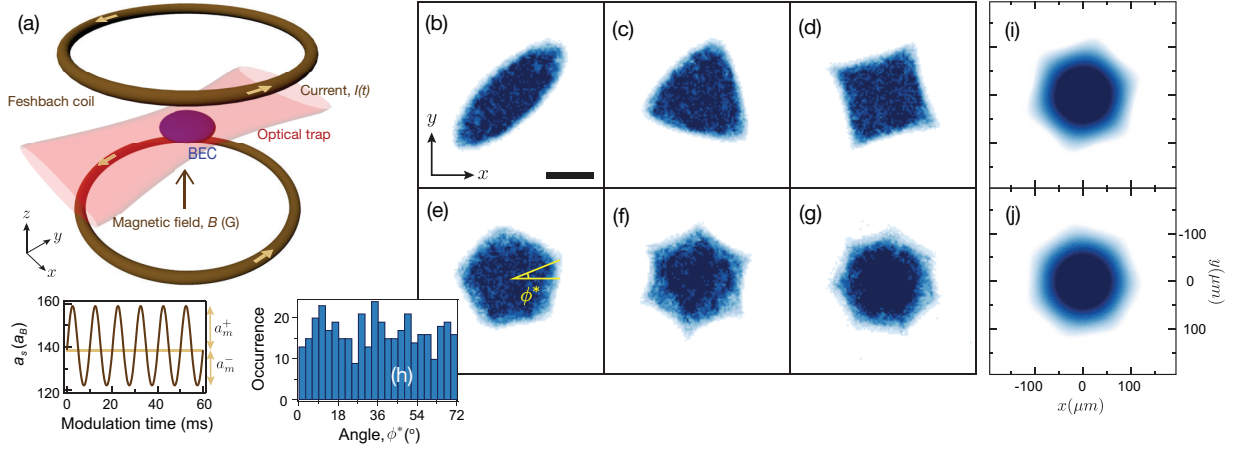 (a)
Feshbach coil
Current, I(t)
Optical trap
BEC
Magnetic field, B (G)
z
y
x
160
140
120
a_s (a_B)
a_m^+
a_m^-
0 20 40 60
Modulation time (ms)
(b)
y
x
(c)
(d)
(e)
ϕ*
(f)
(g)
(h)
Occurrence
20
10
0
0 18 36 54 72
Angle, ϕ* (°)
(i)
(j)
-100
0
100
y(μm)
-100 0 100
x(μm)